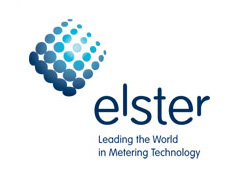 elster
Leading the World
in Metering Technology